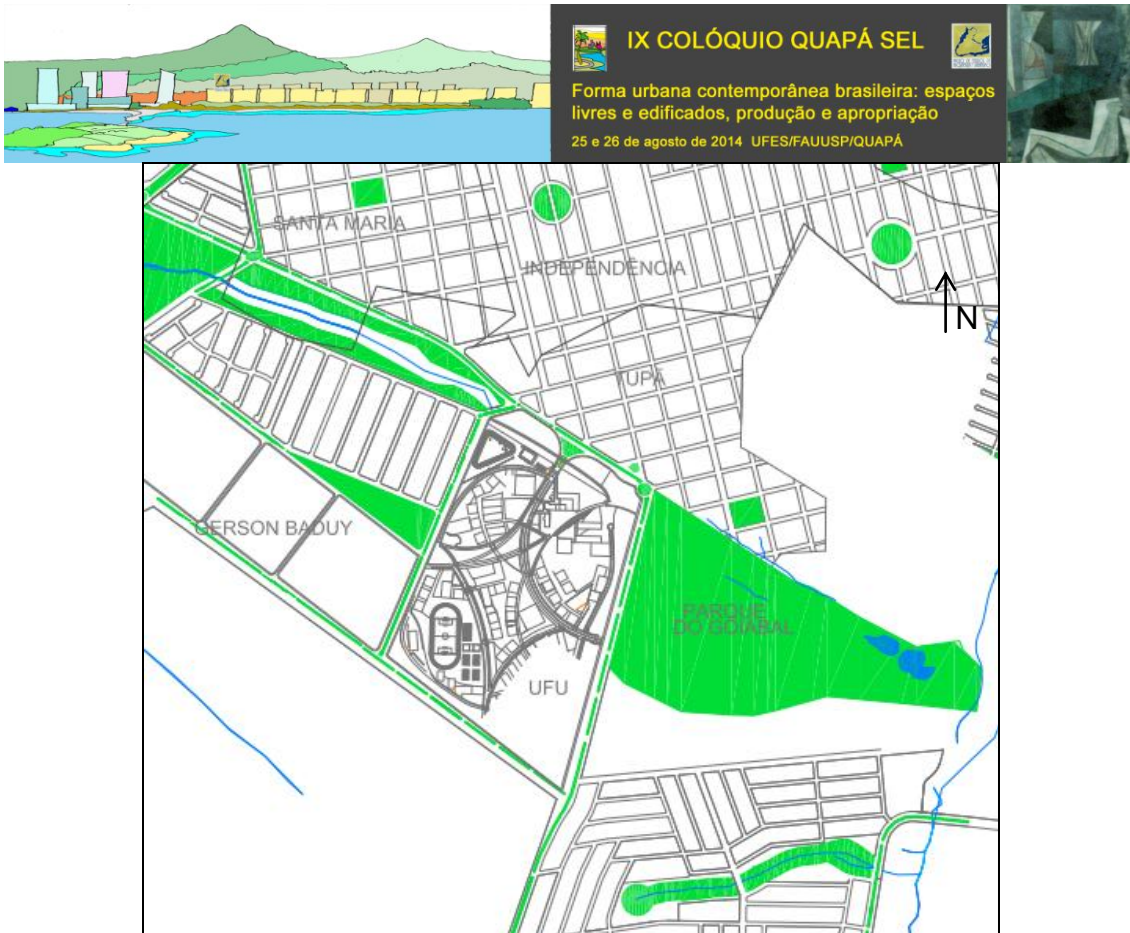 IX COLÓQUIO QUAPÁ SEL
Forma urbana contemporânea brasileira: espaços
livres e edificados, produção e apropriação
25 e 26 de agosto de 2014 UFES/FAUUSP/QUAPÁ
SANTA MARIA
INDEPENDÊNCIA
N
TUPÃ
GERSON BADUY
PARQUE
DO GOIABAL
UFU